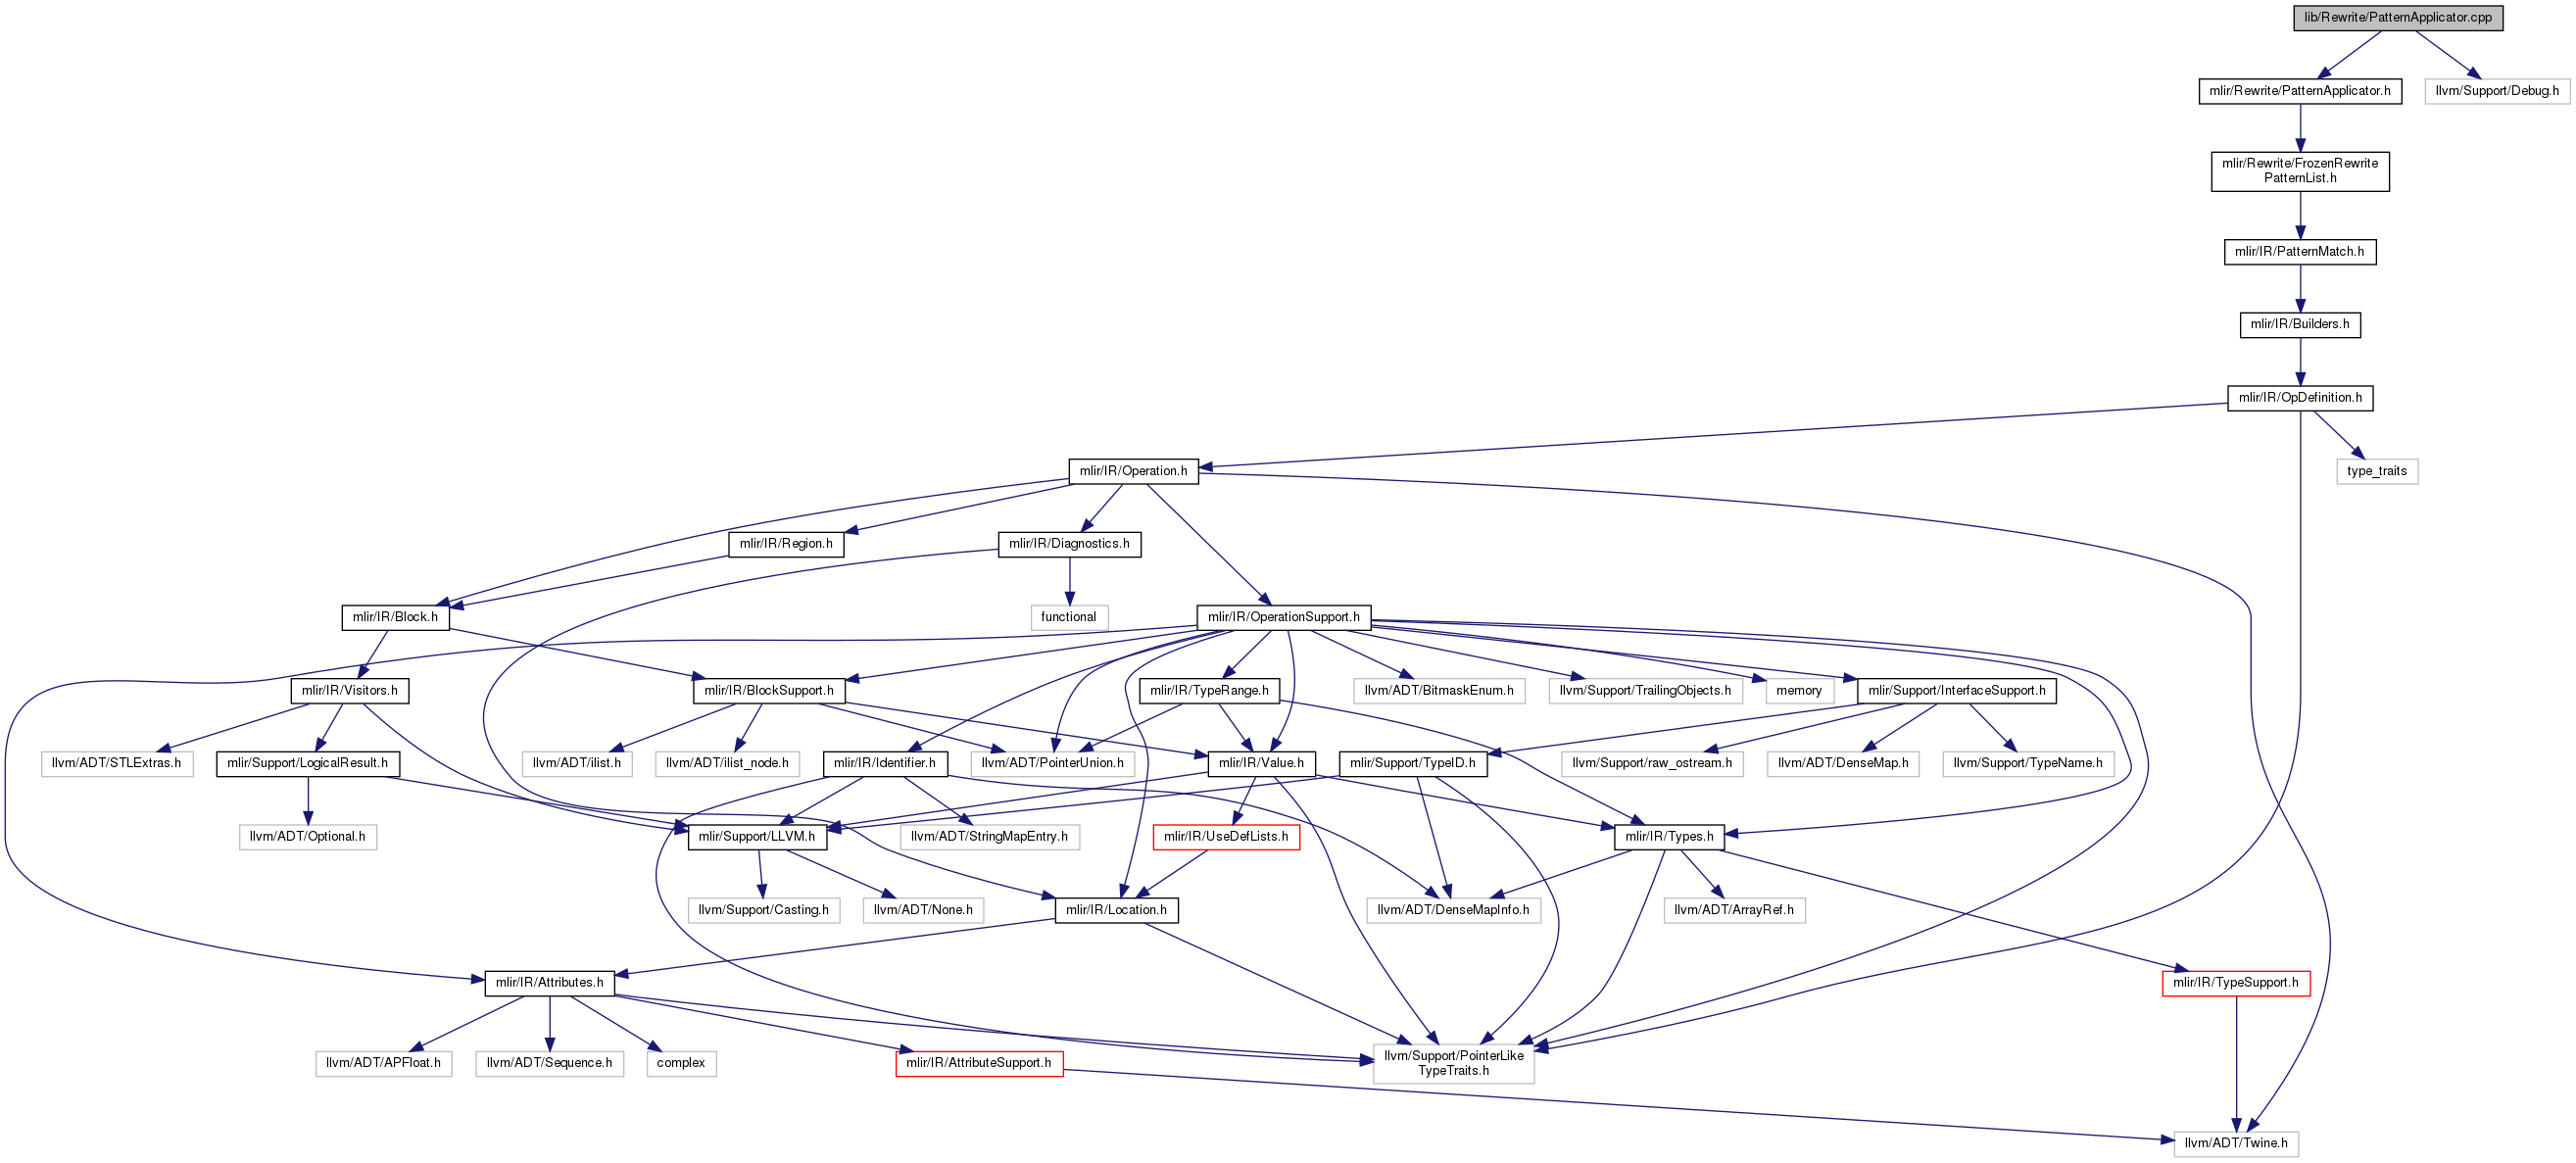 lib/Rewrite/PatternApplicator.cpp
mlir/Rewrite/PatternApplicator.h
llvm/Support/Debug.h
mlir/Rewrite/FrozenRewrite
PatternList.h
mlir/IR/PatternMatch.h
mlir/IR/Builders.h
mlir/IR/OpDefinition.h
mlir/IR/Operation.h
type_traits
mlir/IR/Region.h
mlir/IR/Diagnostics.h
mlir/IR/Block.h
functional
mlir/IR/OperationSupport.h
mlir/IR/Visitors.h
mlir/IR/BlockSupport.h
mlir/IR/TypeRange.h
llvm/ADT/BitmaskEnum.h
llvm/Support/TrailingObjects.h
memory
mlir/Support/InterfaceSupport.h
llvm/ADT/STLExtras.h
mlir/Support/LogicalResult.h
llvm/ADT/ilist.h
llvm/ADT/ilist_node.h
mlir/IR/Identifier.h
llvm/ADT/PointerUnion.h
mlir/IR/Value.h
mlir/Support/TypeID.h
llvm/Support/raw_ostream.h
llvm/ADT/DenseMap.h
llvm/Support/TypeName.h
llvm/ADT/Optional.h
mlir/Support/LLVM.h
llvm/ADT/StringMapEntry.h
mlir/IR/UseDefLists.h
mlir/IR/Types.h
llvm/Support/Casting.h
llvm/ADT/None.h
mlir/IR/Location.h
llvm/ADT/DenseMapInfo.h
llvm/ADT/ArrayRef.h
mlir/IR/Attributes.h
mlir/IR/TypeSupport.h
llvm/ADT/APFloat.h
llvm/ADT/Sequence.h
complex
mlir/IR/AttributeSupport.h
llvm/Support/PointerLike
TypeTraits.h
llvm/ADT/Twine.h